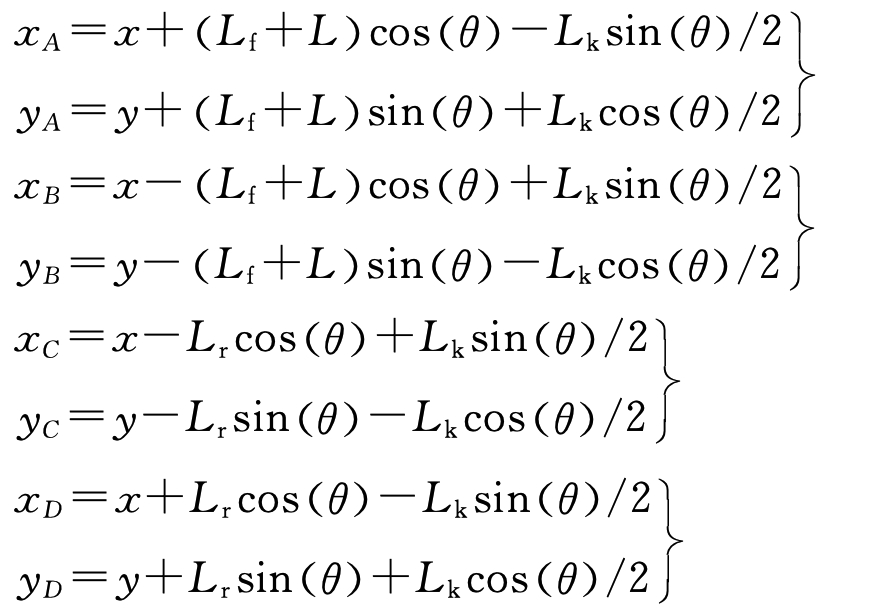 x_A=x+(L_f+L)cos(θ)−L_k sin(θ)/2
y_A=y+(L_f+L)sin(θ)+L_k cos(θ)/2
x_B=x−(L_f+L)cos(θ)+L_k sin(θ)/2
y_B=y−(L_f+L)sin(θ)−L_k cos(θ)/2
x_C=x−L_r cos(θ)+L_k sin(θ)/2
y_C=y−L_r sin(θ)−L_k cos(θ)/2
x_D=x+L_r cos(θ)−L_k sin(θ)/2
y_D=y+L_r sin(θ)+L_k cos(θ)/2